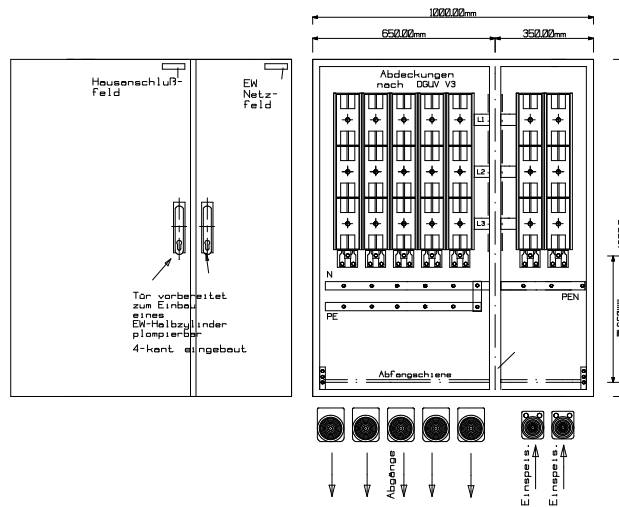 1000.00mm
650.00mm
350.00mm
Hausanschluß-
feld
EW
Netz-
feld
Abdeckungen
nach DGUV V3
L1
L2
L3
N
PE
PEN
Tür vorbereitet
zum Einbau
eines
EW-Halbzylinder
plompierbar
4-kant eingebaut
Abfangschiene
Abgänge
Einspeis.
Einspeis.